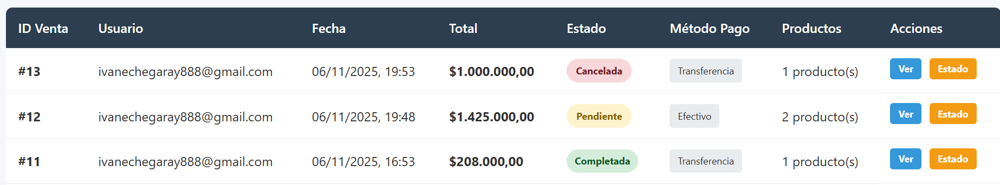 ID Venta Usuario Fecha Total Estado Método Pago Productos Acciones
#13 ivanechegaray888@gmail.com 06/11/2025, 19:53 $1.000.000,00 Cancelada Transferencia 1 producto(s) Ver Estado
#12 ivanechegaray888@gmail.com 06/11/2025, 19:48 $1.425.000,00 Pendiente Efectivo 2 producto(s) Ver Estado
#11 ivanechegaray888@gmail.com 06/11/2025, 16:53 $208.000,00 Completada Transferencia 1 producto(s) Ver Estado